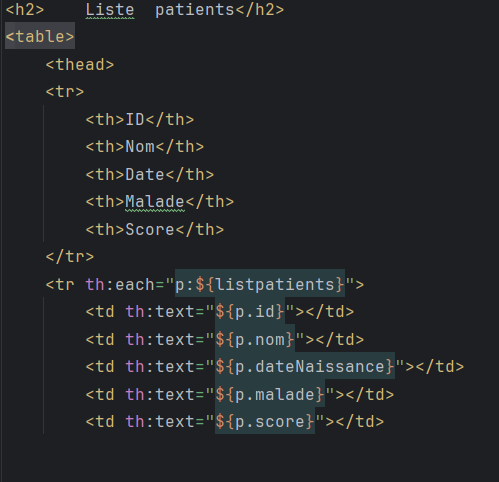 <h2>    Liste  patients</h2>
<table>
    <thead>
    <tr>
        <th>ID</th>
        <th>Nom</th>
        <th>Date</th>
        <th>Malade</th>
        <th>Score</th>
    </tr>
    <tr th:each="p:${listpatients}">
        <td th:text="${p.id}"></td>
        <td th:text="${p.nom}"></td>
        <td th:text="${p.dateNaissance}"></td>
        <td th:text="${p.malade}"></td>
        <td th:text="${p.score}"></td>